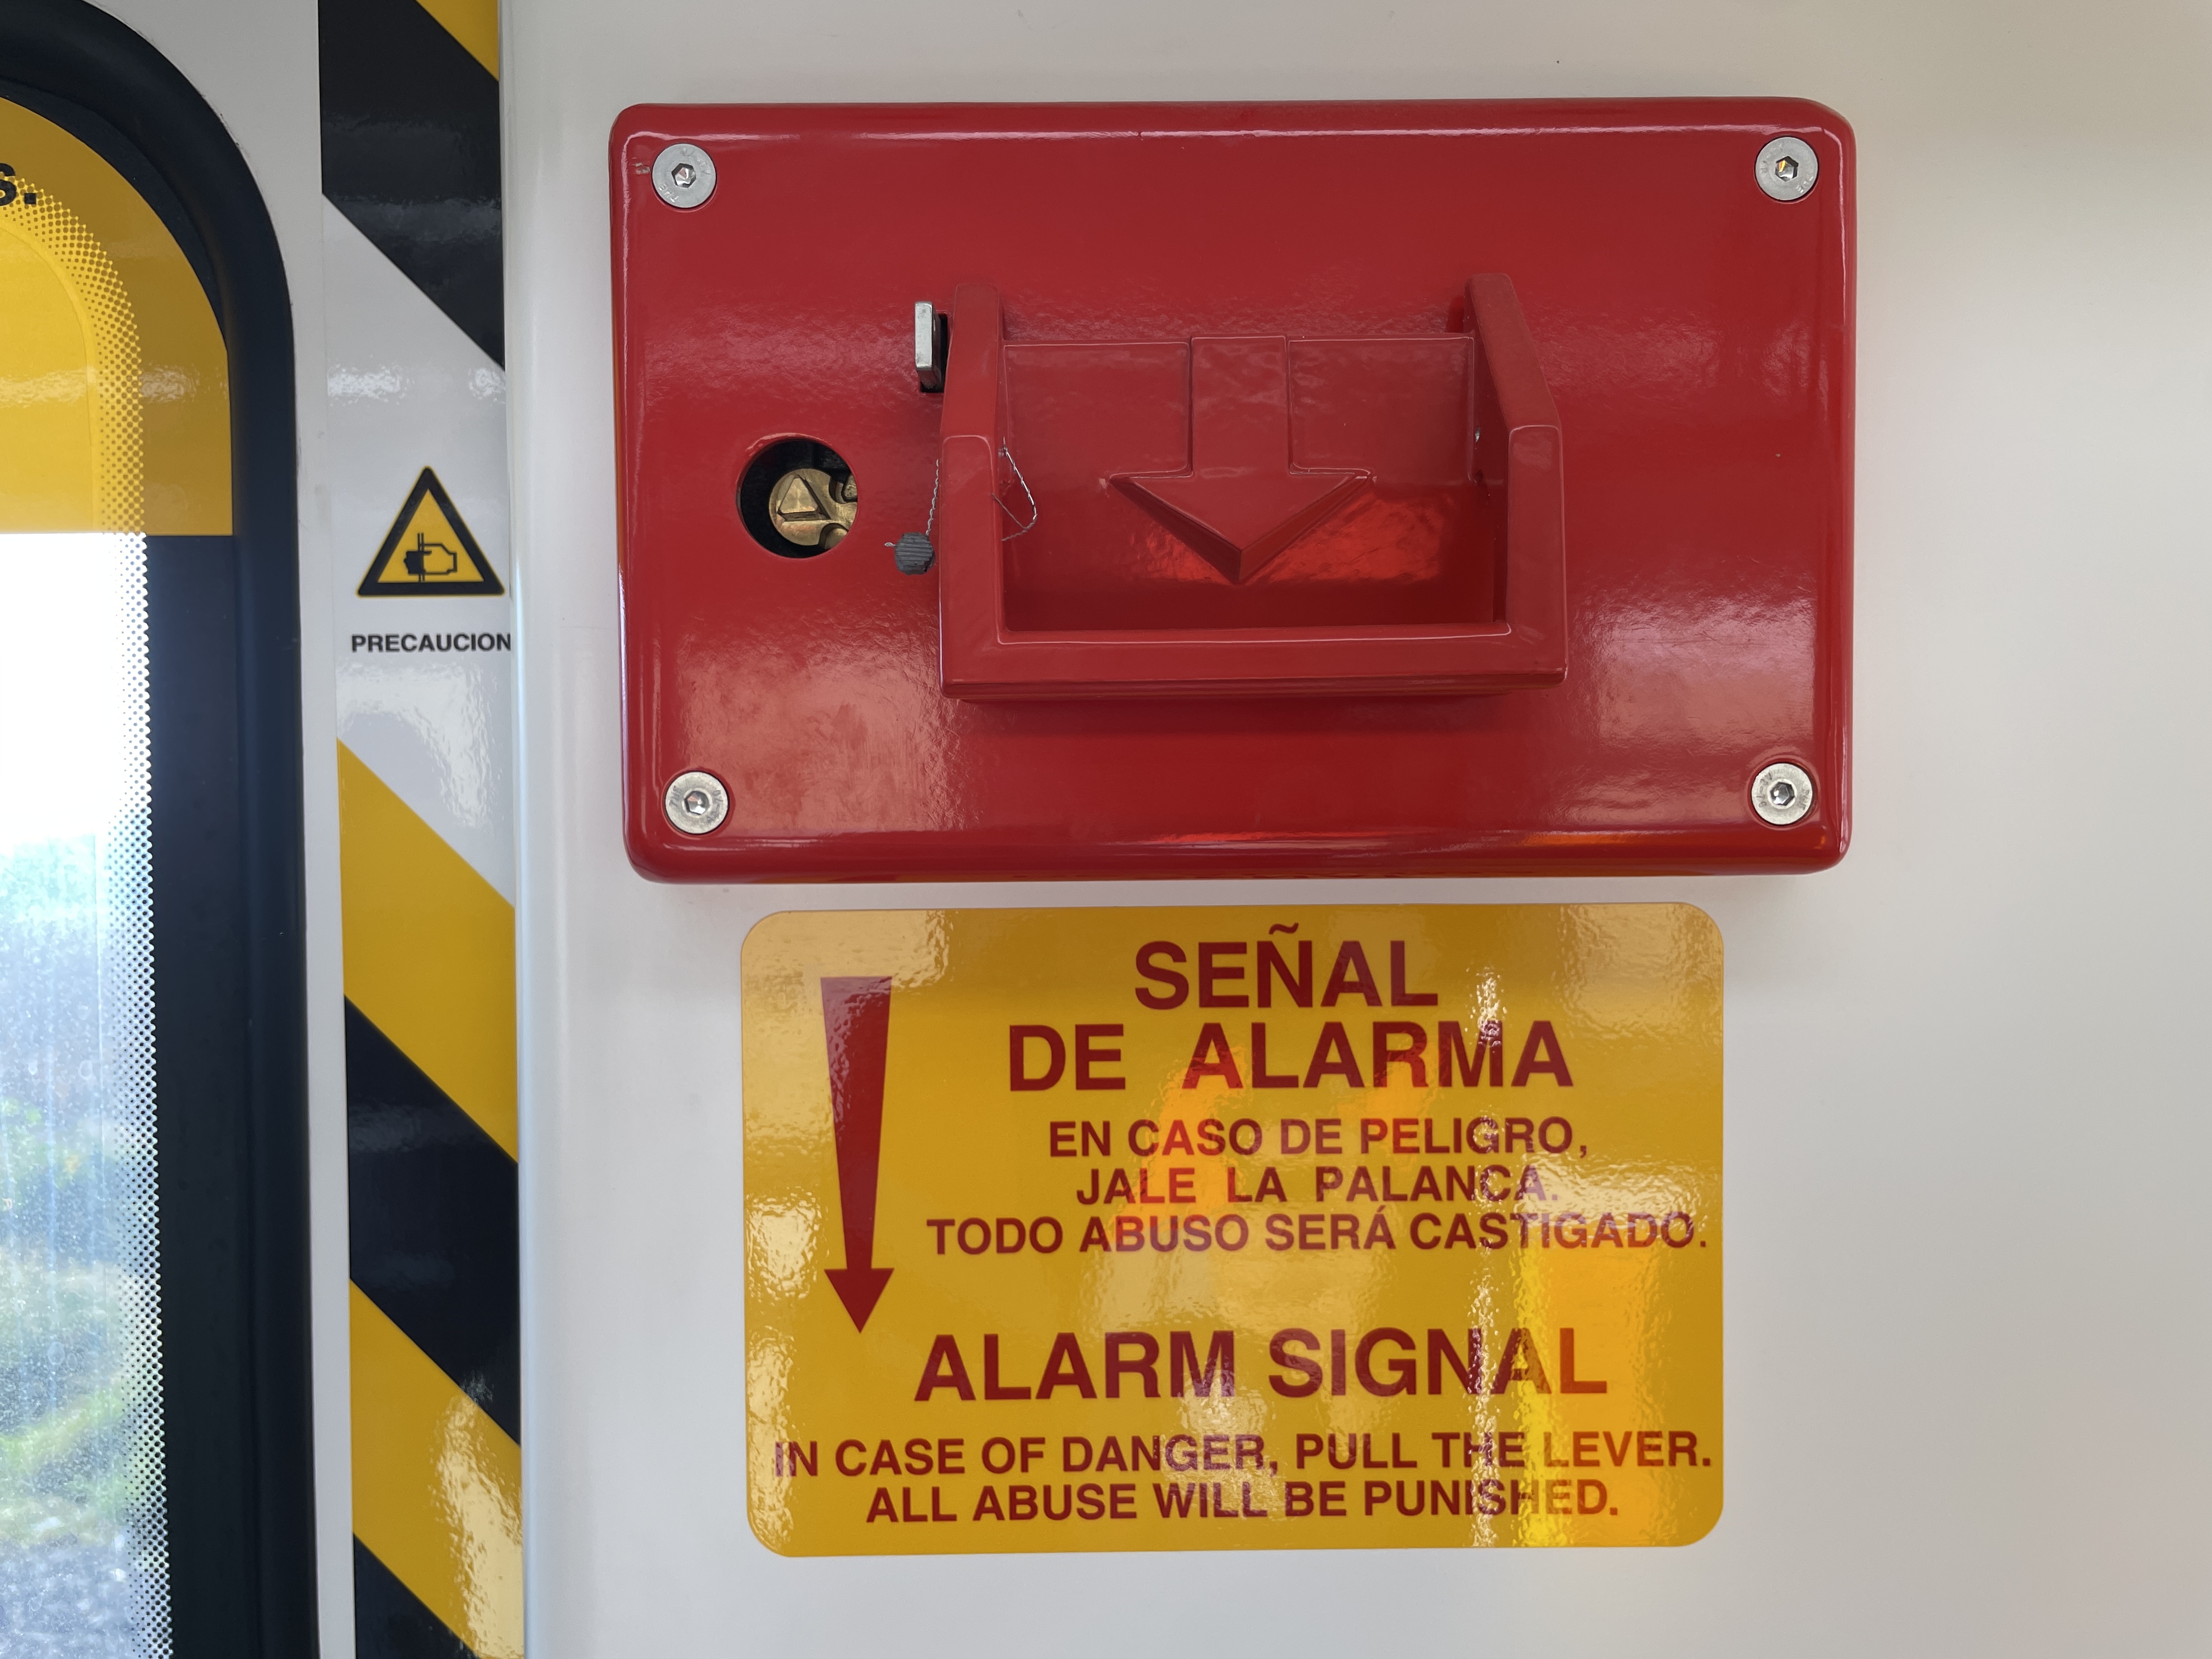 s.
PRECAUCION
SEÑAL
DE ALARMA
EN CASO DE PELIGRO,
JALE LA PALANCA.
TODO ABUSO SERÁ CASTIGADO.
ALARM SIGNAL
IN CASE OF DANGER, PULL THE LEVER.
ALL ABUSE WILL BE PUNISHED.